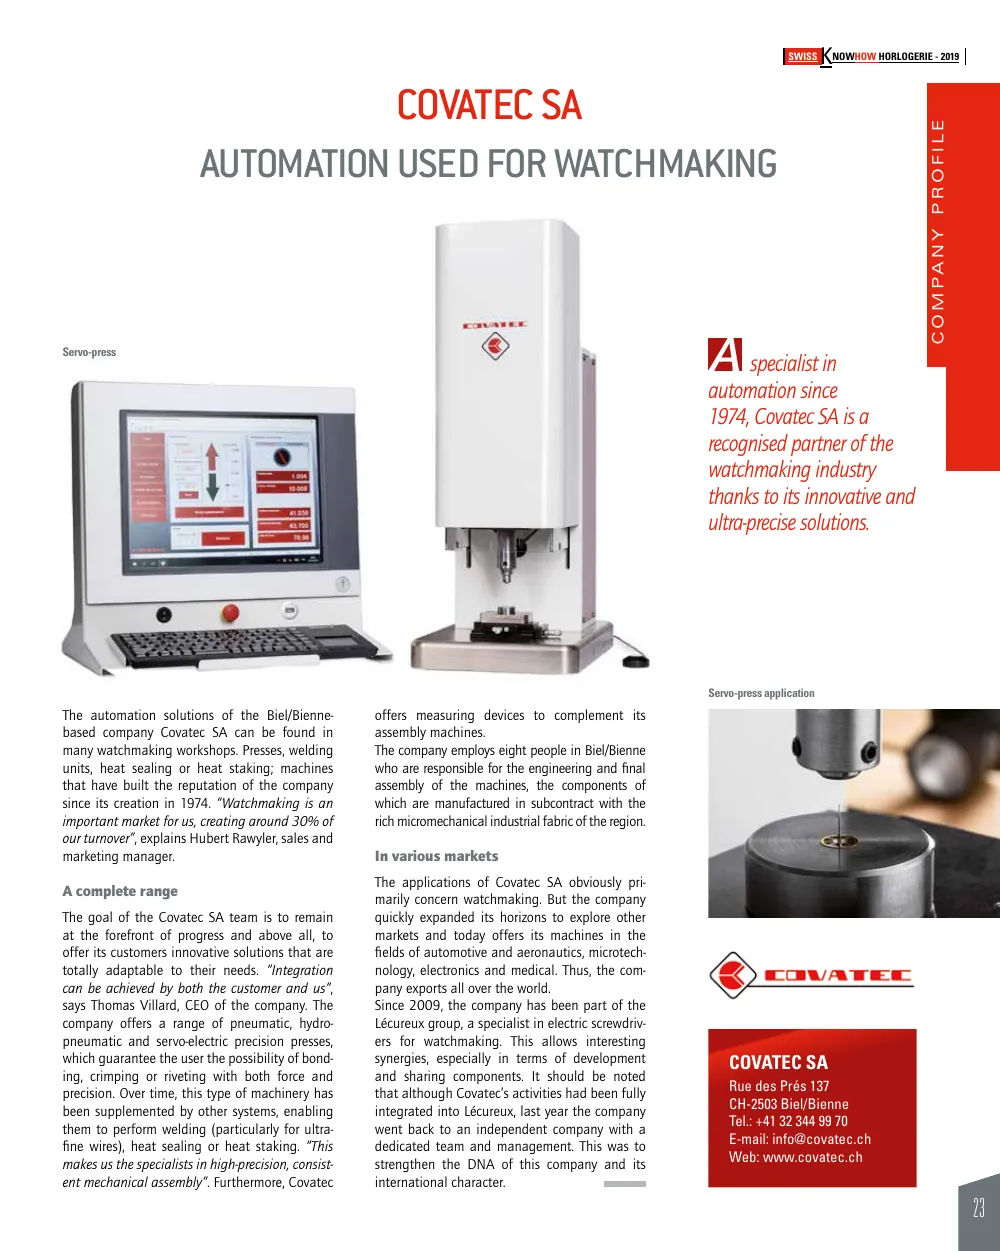 SWISS KNOWHOW HORLOGERIE - 2019
COVATEC SA
AUTOMATION USED FOR WATCHMAKING
COMPANY PROFILE
COVATEC
Servo-press
A specialist in
automation since
1974, Covatec SA is a
recognised partner of the
watchmaking industry
thanks to its innovative and
ultra-precise solutions.
The automation solutions of the Biel/Bienne-
based company Covatec SA can be found in
many watchmaking workshops. Presses, welding
units, heat sealing or heat staking; machines
that have built the reputation of the company
since its creation in 1974. “Watchmaking is an
important market for us, creating around 30% of
our turnover”, explains Hubert Rawyler, sales and
marketing manager.
A complete range
The goal of the Covatec SA team is to remain
at the forefront of progress and above all, to
offer its customers innovative solutions that are
totally adaptable to their needs. “Integration
can be achieved by both the customer and us”,
says Thomas Villard, CEO of the company. The
company offers a range of pneumatic, hydro-
pneumatic and servo-electric precision presses,
which guarantee the user the possibility of bond-
ing, crimping or riveting with both force and
precision. Over time, this type of machinery has
been supplemented by other systems, enabling
them to perform welding (particularly for ultra-
fine wires), heat sealing or heat staking. “This
makes us the specialists in high-precision, consist-
ent mechanical assembly”. Furthermore, Covatec
offers measuring devices to complement its
assembly machines.
The company employs eight people in Biel/Bienne
who are responsible for the engineering and final
assembly of the machines, the components of
which are manufactured in subcontract with the
rich micromechanical industrial fabric of the region.
In various markets
The applications of Covatec SA obviously pri-
marily concern watchmaking. But the company
quickly expanded its horizons to explore other
markets and today offers its machines in the
fields of automotive and aeronautics, microtech-
nology, electronics and medical. Thus, the com-
pany exports all over the world.
Since 2009, the company has been part of the
Lécureux group, a specialist in electric screwdriv-
ers for watchmaking. This allows interesting
synergies, especially in terms of development
and sharing components. It should be noted
that although Covatec’s activities had been fully
integrated into Lécureux, last year the company
went back to an independent company with a
dedicated team and management. This was to
strengthen the DNA of this company and its
international character.
Servo-press application
COVATEC
COVATEC SA
Rue des Prés 137
CH-2503 Biel/Bienne
Tel.: +41 32 344 99 70
E-mail: info@covatec.ch
Web: www.covatec.ch
23